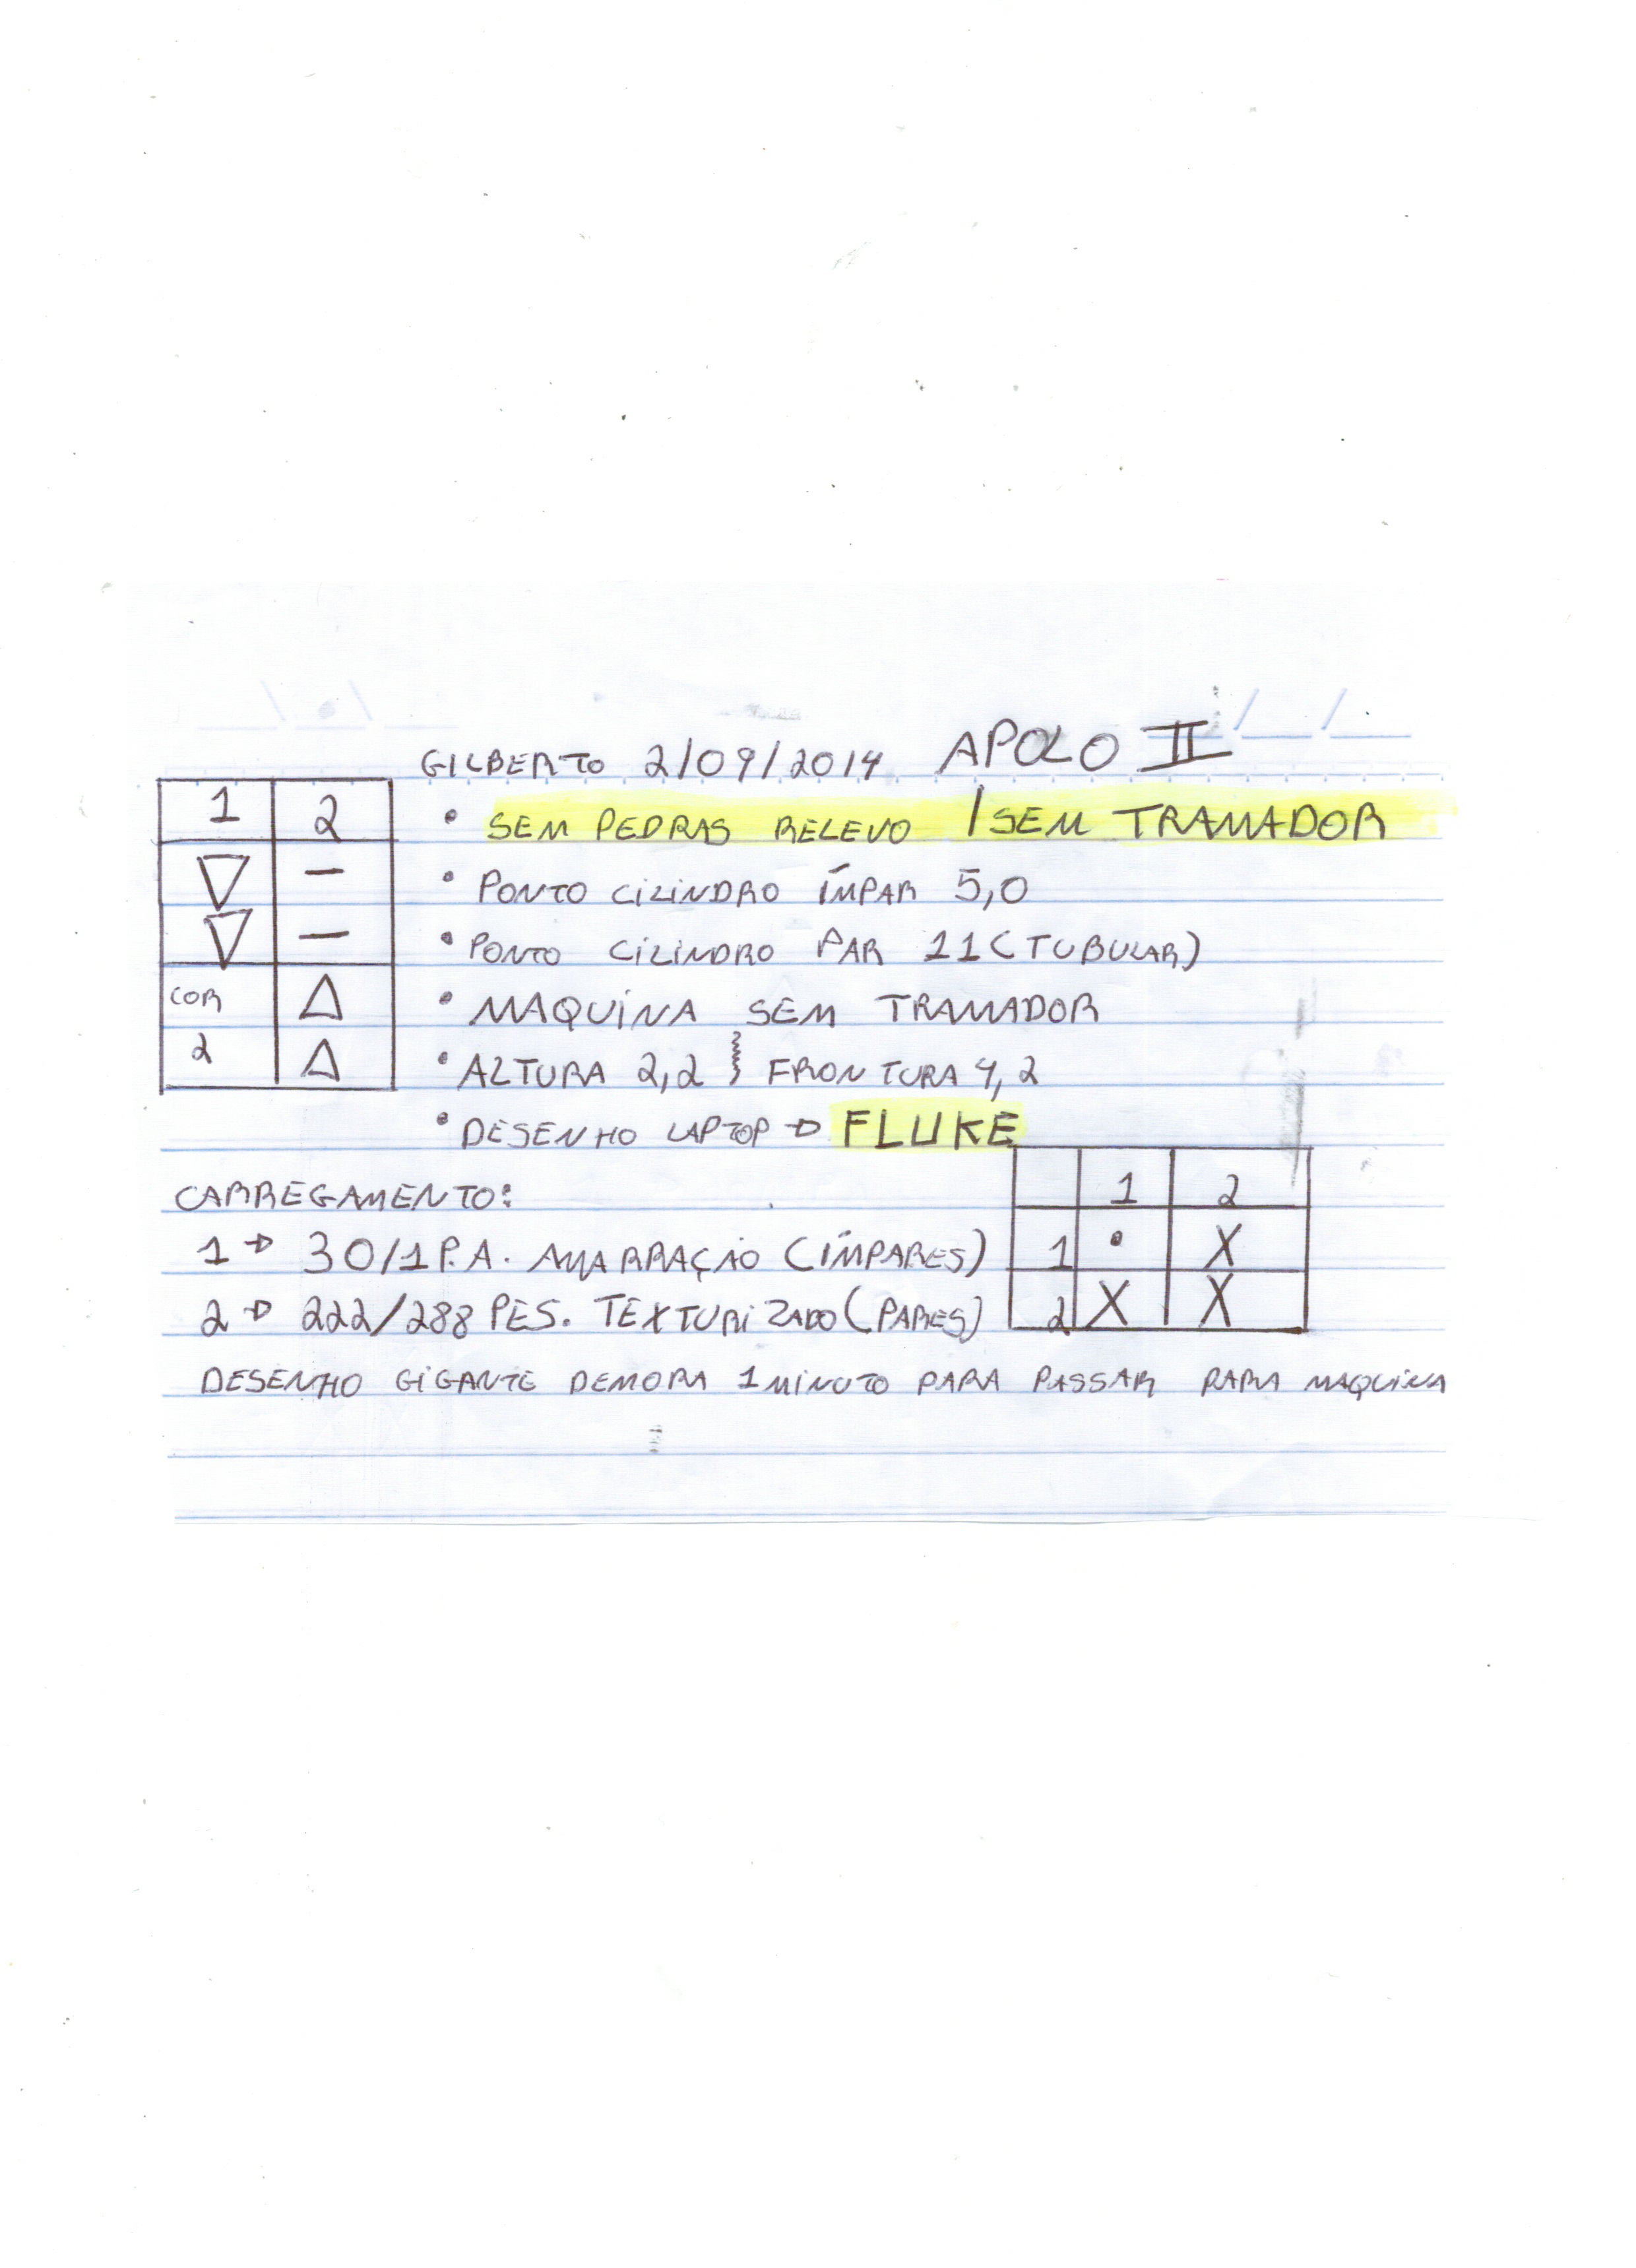 GILBERTO 2/09/2014 APOLO II
1 2
• SEM PEDRAS RELEVO / SEM TRAMADOR
▽ —
• PONTO CILINDRO ÍMPAR 5,0
▽ —
• PONTO CILINDRO PAR 11 (TUBULAR)
COR △
• MAQUINA SEM TRAMADOR
2 △
• ALTURA 2,2 } FRONTURA 4,2
• DESENHO LAPTOP → FLUKE
CARREGAMENTO:
1 → 30/1 P.A. AMARRAÇÃO (ÍMPARES)
2 → 222/288 PES. TEXTURIZADO (PARES)
1 2
1 • X
2 X X
DESENHO GIGANTE DEMORA 1 MINUTO PARA PASSAR PARA MAQUINA